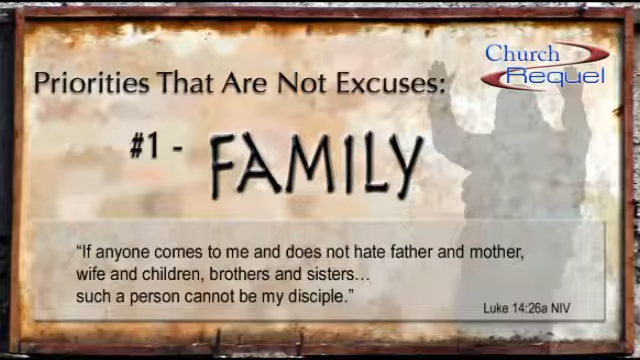 Church
Requel
Priorities That Are Not Excuses:
#1 - FAMILY
“If anyone comes to me and does not hate father and mother,
wife and children, brothers and sisters…
such a person cannot be my disciple.”
Luke 14:26a NIV